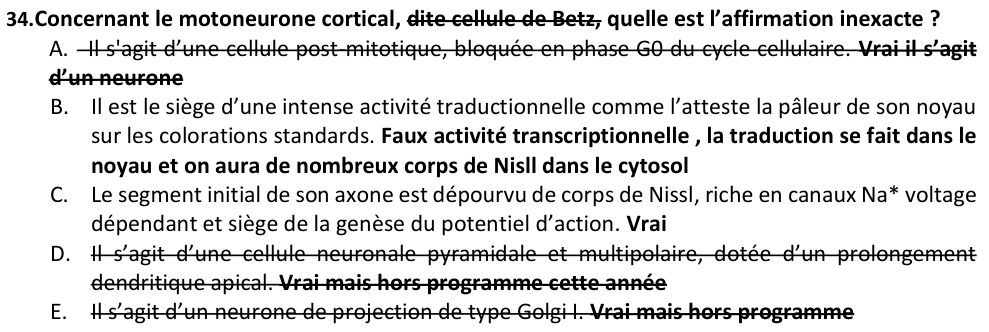 34.Concernant le motoneurone cortical, dite cellule de Betz, quelle est l’affirmation inexacte ?
A. Il s'agit d’une cellule post-mitotique, bloquée en phase G0 du cycle cellulaire. Vrai il s’agit
d’un neurone
B. Il est le siège d’une intense activité traductionnelle comme l’atteste la pâleur de son noyau
sur les colorations standards. Faux activité transcriptionnelle , la traduction se fait dans le
noyau et on aura de nombreux corps de Nisll dans le cytosol
C. Le segment initial de son axone est dépourvu de corps de Nissl, riche en canaux Na* voltage
dépendant et siège de la genèse du potentiel d’action. Vrai
D. Il s’agit d’une cellule neuronale pyramidale et multipolaire, dotée d’un prolongement
dendritique apical. Vrai mais hors programme cette année
E. Il s’agit d’un neurone de projection de type Golgi I. Vrai mais hors programme